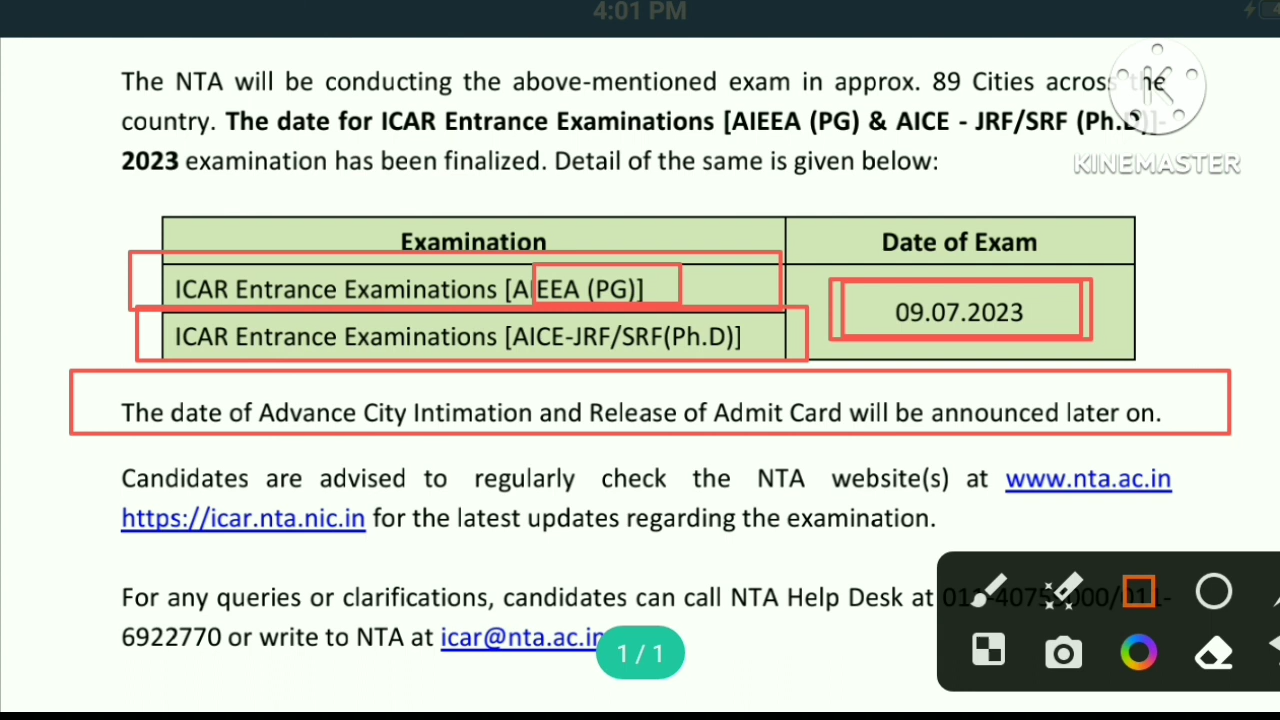 4:01 PM
The NTA will be conducting the above-mentioned exam in approx. 89 Cities across the
country. The date for ICAR Entrance Examinations [AIEEA (PG) & AICE - JRF/SRF (Ph.D)]-
2023 examination has been finalized. Detail of the same is given below:
KINEMASTER
Examination Date of Exam
ICAR Entrance Examinations [AIEEA (PG)]
09.07.2023
ICAR Entrance Examinations [AICE-JRF/SRF(Ph.D)]
The date of Advance City Intimation and Release of Admit Card will be announced later on.
Candidates are advised to regularly check the NTA website(s) at www.nta.ac.in
https://icar.nta.nic.in for the latest updates regarding the examination.
For any queries or clarifications, candidates can call NTA Help Desk at
6922770 or write to NTA at icar@nta.ac.in
1 / 1